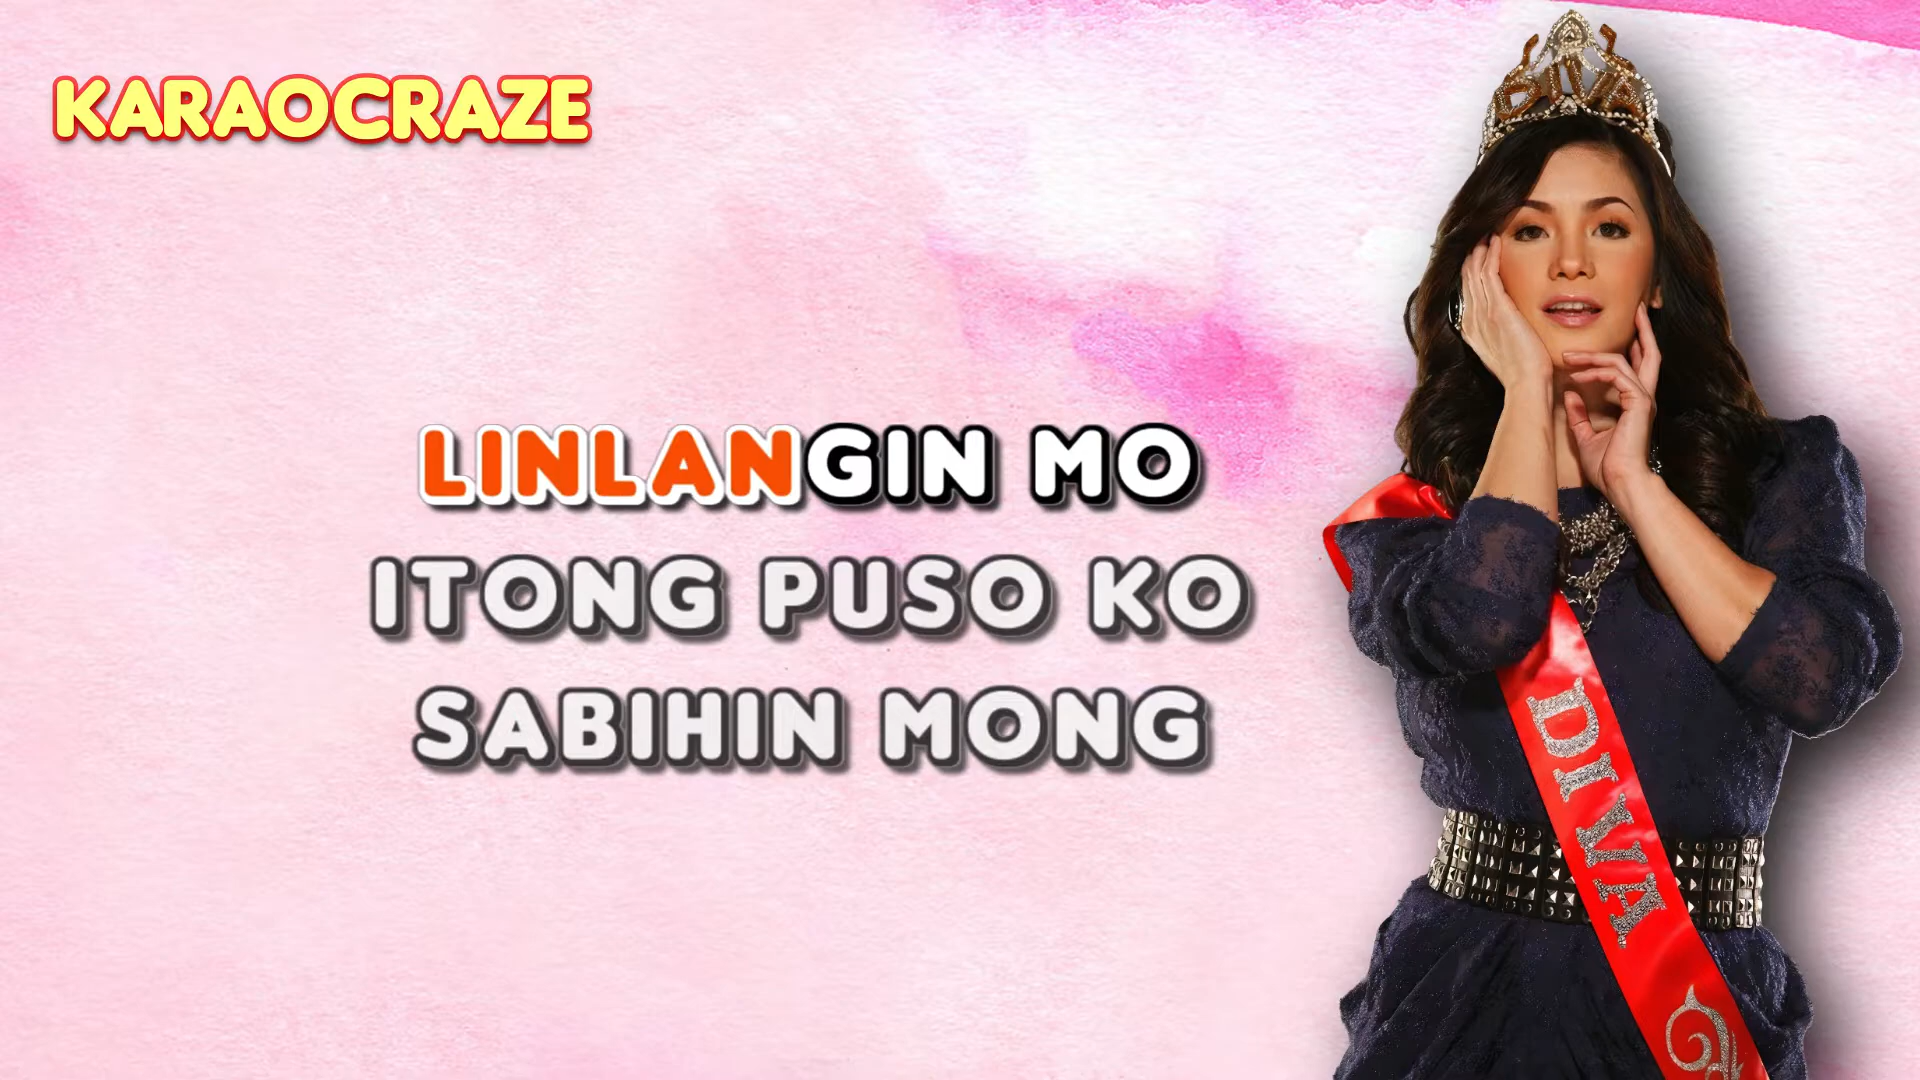 KARAOCRAZE
DIVA
LINLANGIN MO
ITONG PUSO KO
SABIHIN MONG
DIVA